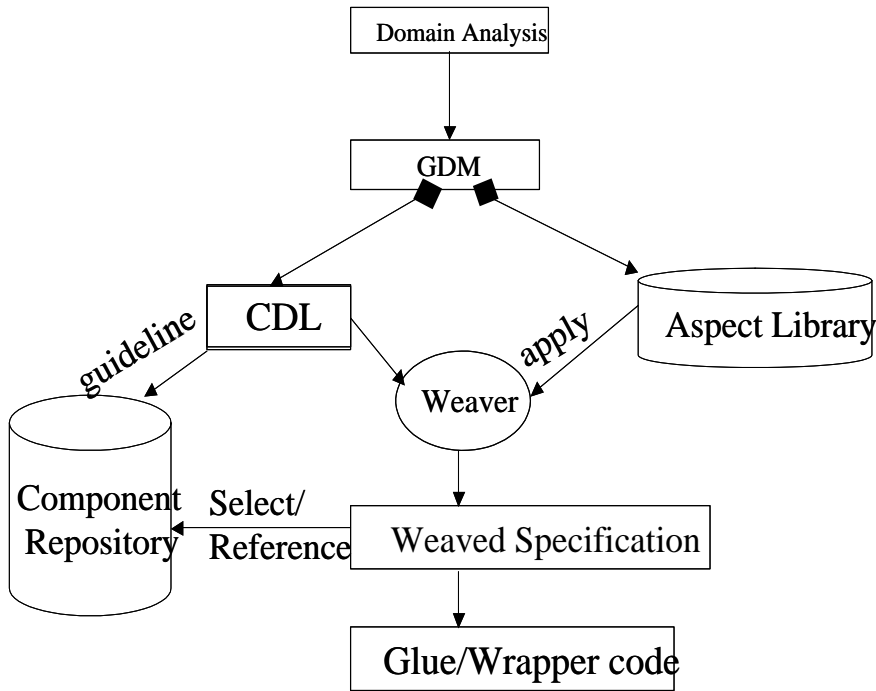 Domain Analysis
GDM
guideline
CDL
apply
Aspect Library
Weaver
Component
Repository
Select/
Reference
Weaved Specification
Glue/Wrapper code